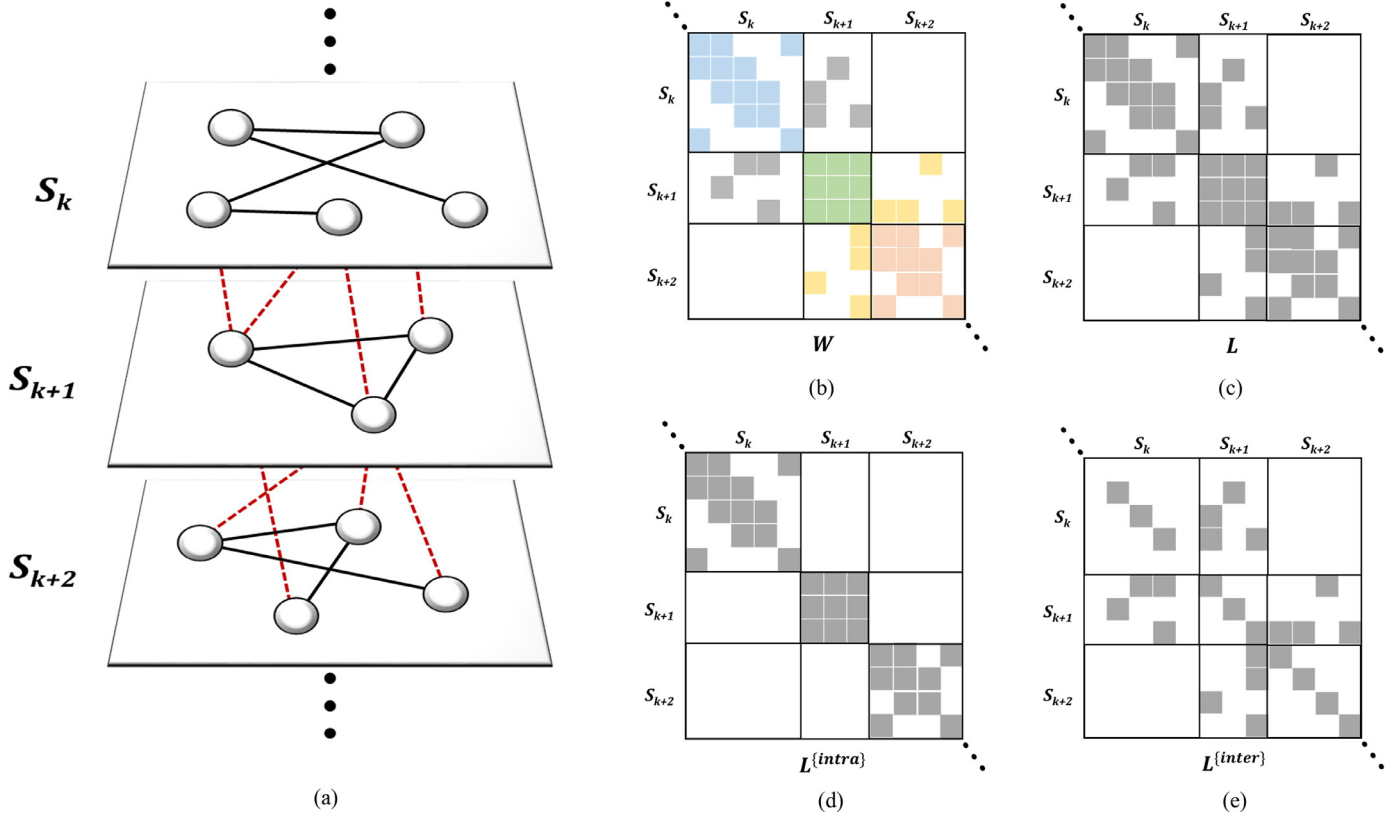 S_k
S_{k+1}
S_{k+2}
(a)
S_k S_{k+1} S_{k+2}
S_k
S_{k+1}
S_{k+2}
W
(b)
S_k S_{k+1} S_{k+2}
S_k
S_{k+1}
S_{k+2}
L
(c)
S_k S_{k+1} S_{k+2}
S_k
S_{k+1}
S_{k+2}
L^{\{intra\}}
(d)
S_k S_{k+1} S_{k+2}
S_k
S_{k+1}
S_{k+2}
L^{\{inter\}}
(e)